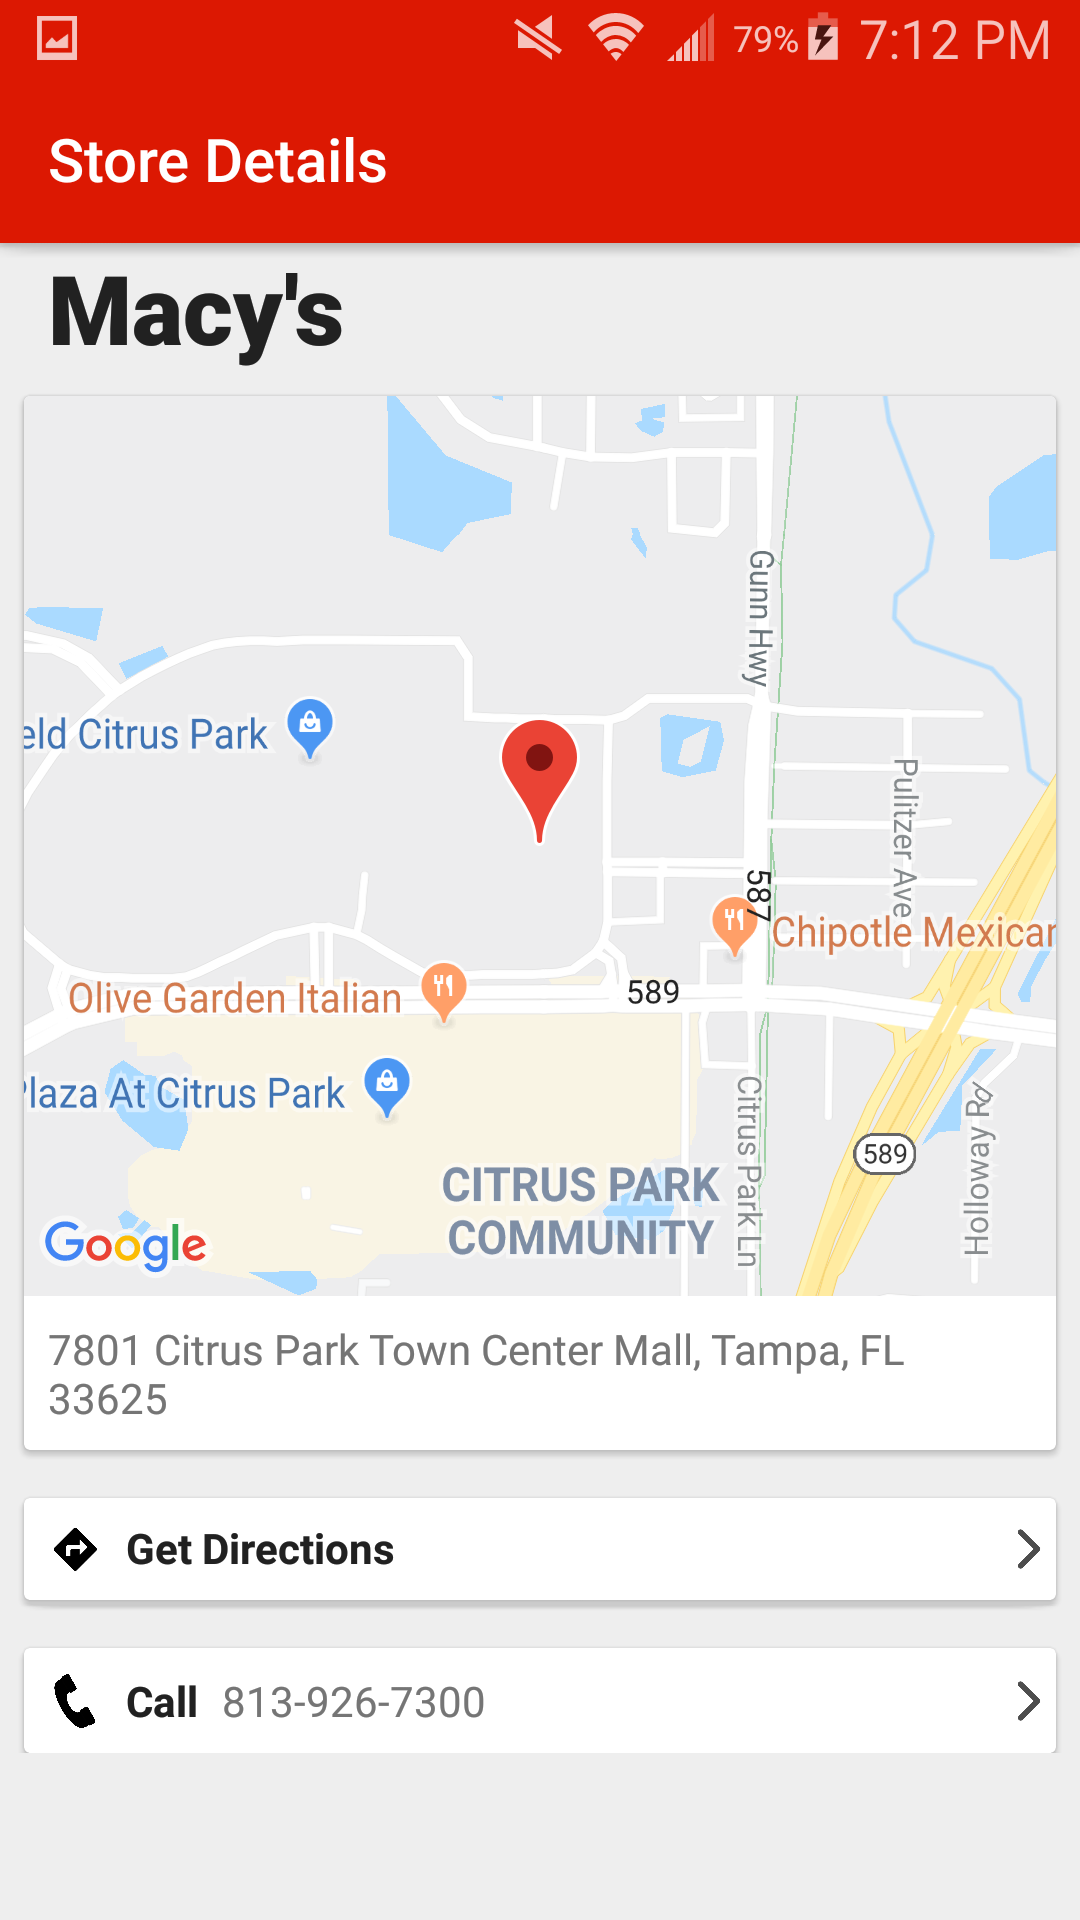 79% 7:12 PM
Store Details
Macy's
Gunn Hwy
eld Citrus Park
Pulitzer Ave
587
Chipotle Mexican
Olive Garden Italian
589
Plaza At Citrus Park
Citrus Park Ln
589
Holloway Rd
CITRUS PARK
COMMUNITY
Google
7801 Citrus Park Town Center Mall, Tampa, FL
33625
Get Directions
Call 813-926-7300